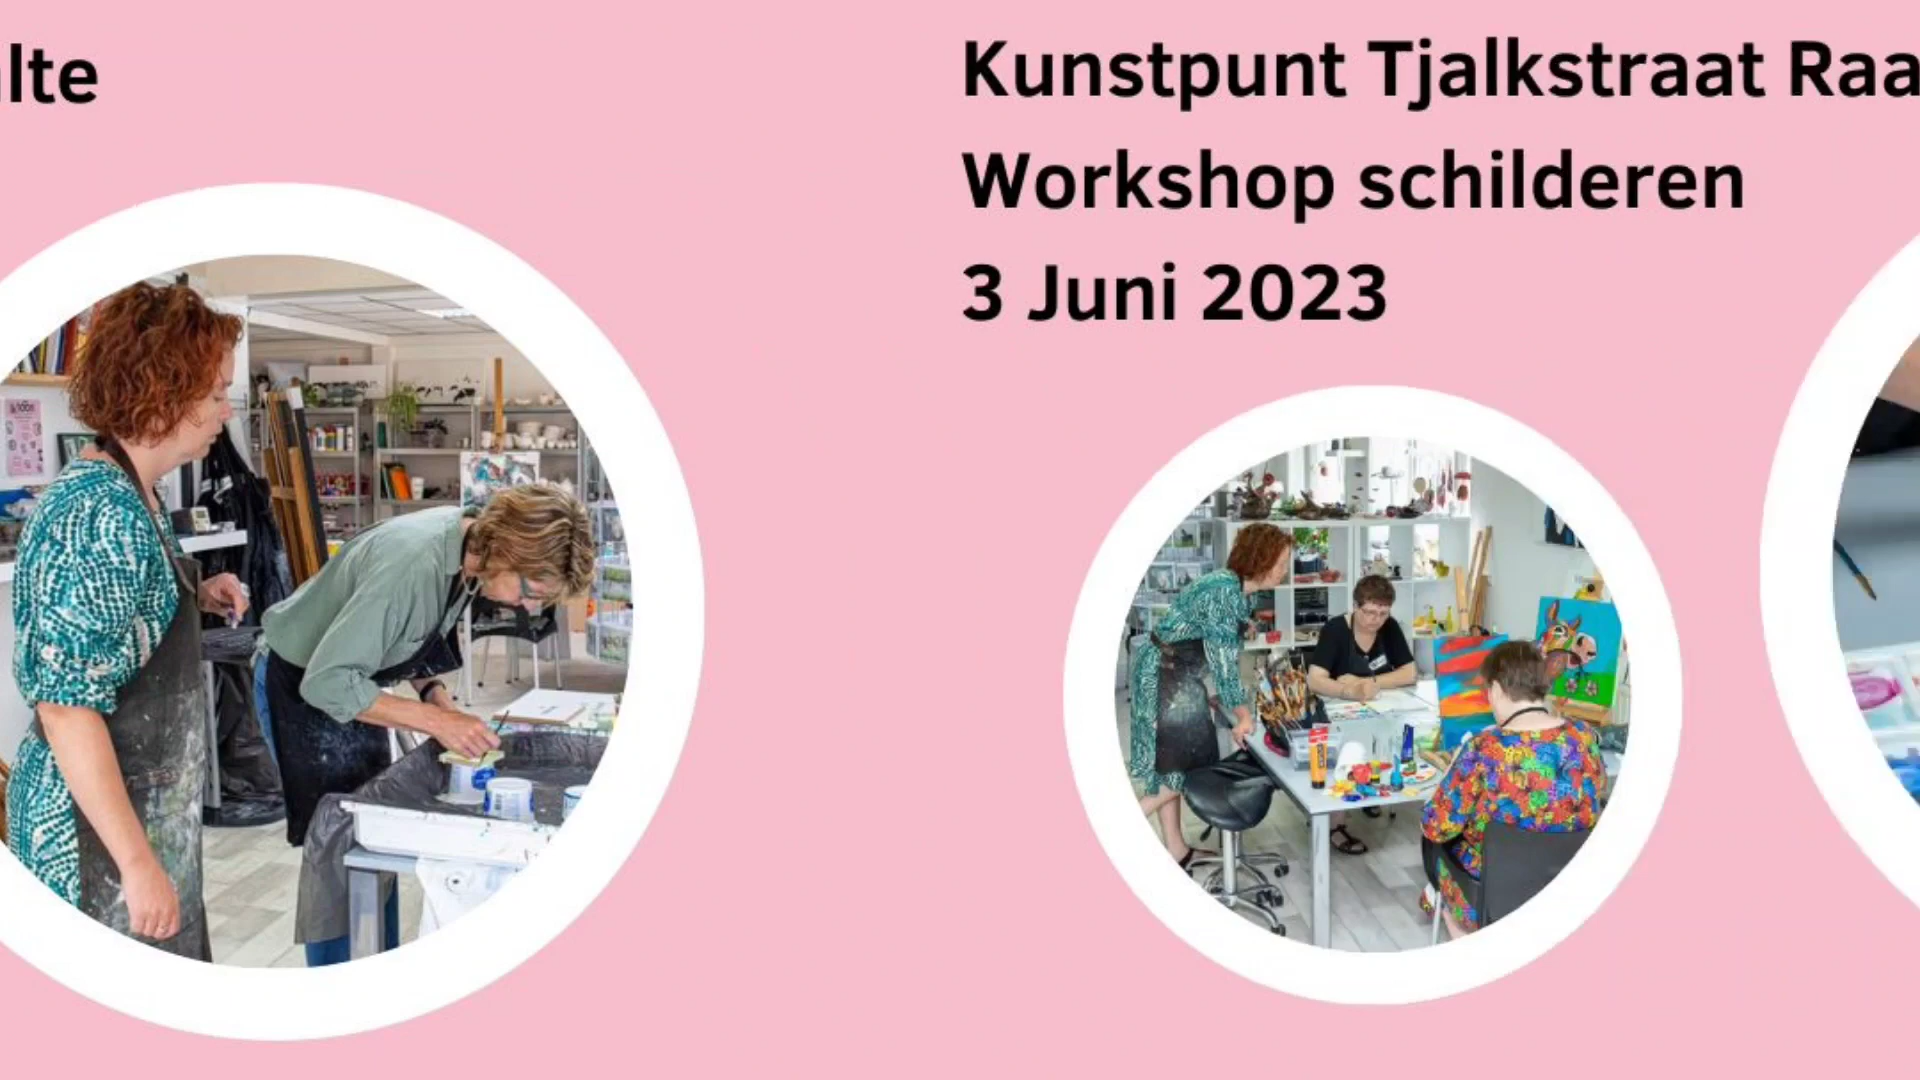 lte
Kunstpunt Tjalkstraat Raa
Workshop schilderen
3 Juni 2023